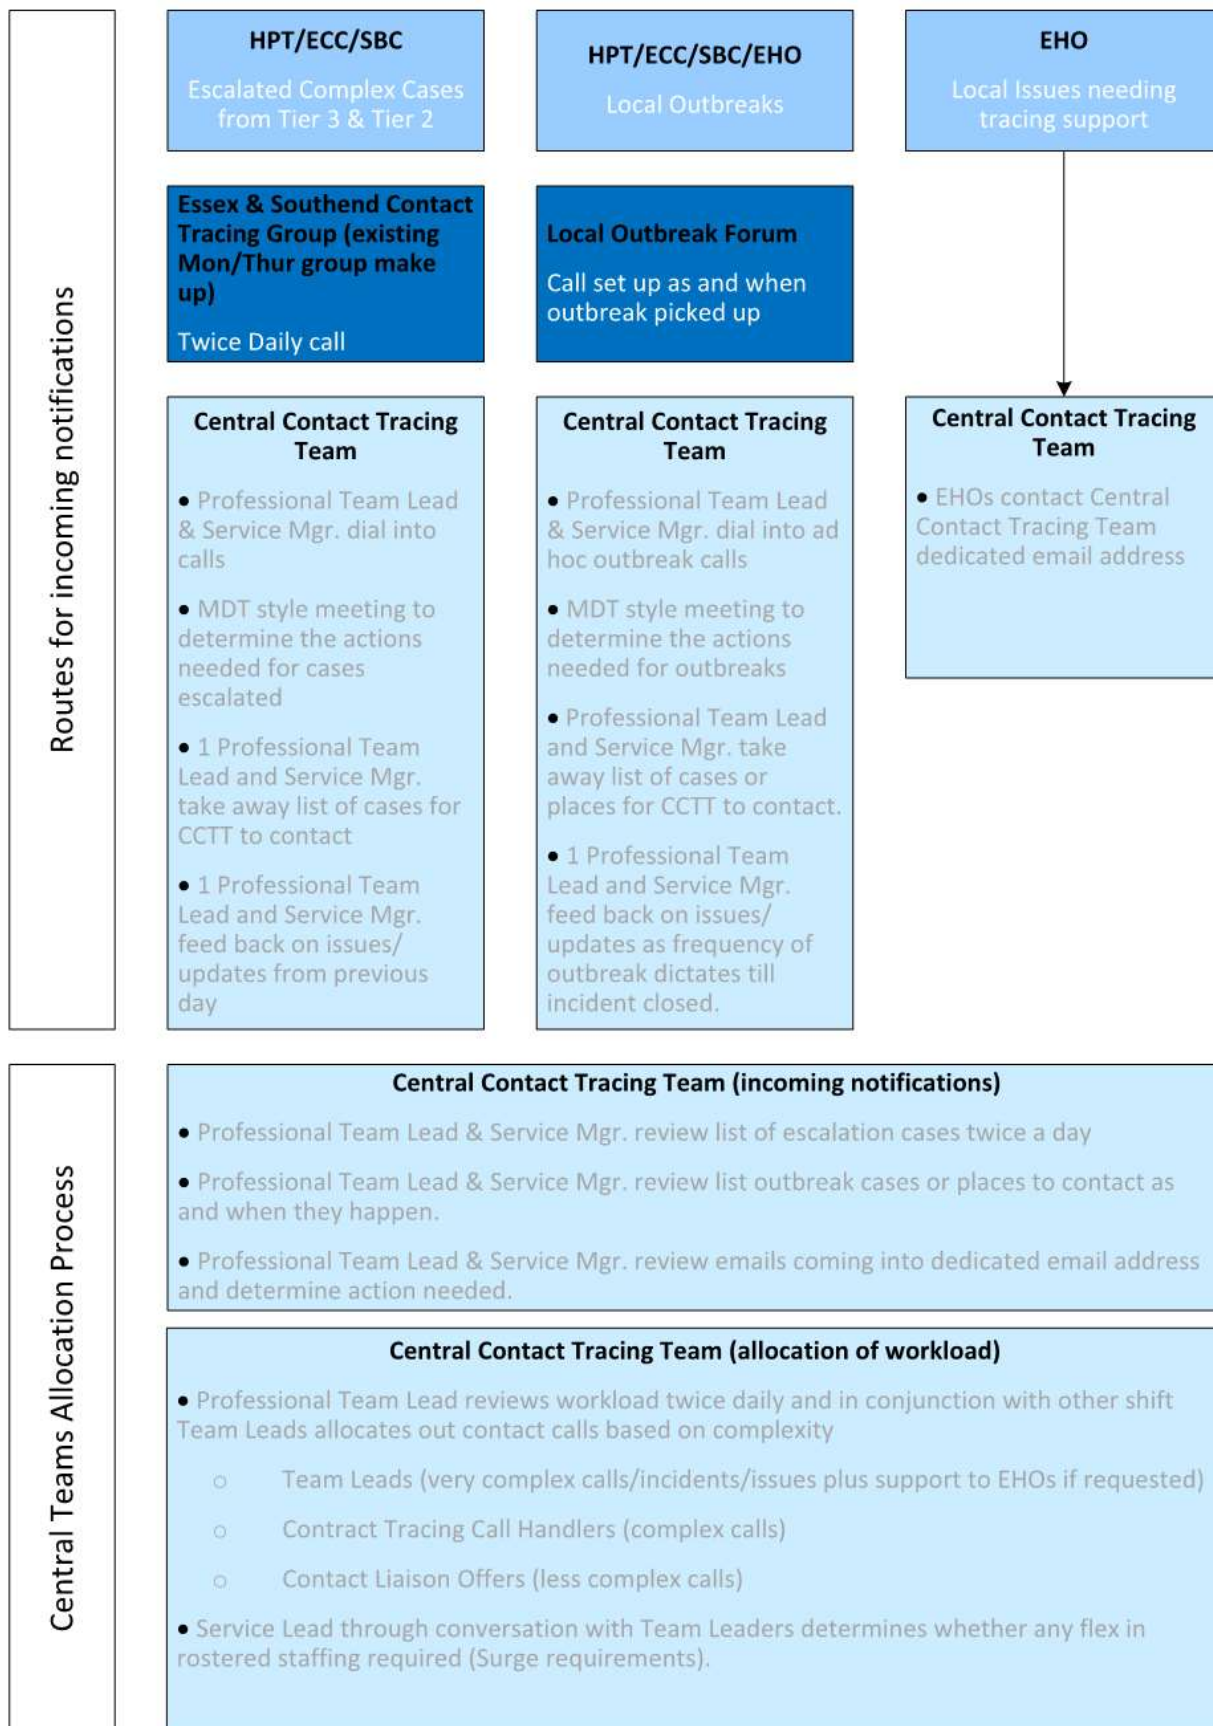 Routes for incoming notifications
HPT/ECC/SBC
Escalated Complex Cases
from Tier 3 & Tier 2
HPT/ECC/SBC/EHO
Local Outbreaks
EHO
Local Issues needing
tracing support
Essex & Southend Contact
Tracing Group (existing
Mon/Thur group make
up)
Twice Daily call
Local Outbreak Forum
Call set up as and when
outbreak picked up
Central Contact Tracing
Team
• Professional Team Lead
& Service Mgr. dial into
calls
• MDT style meeting to
determine the actions
needed for cases
escalated
• 1 Professional Team
Lead and Service Mgr.
take away list of cases for
CCTT to contact
• 1 Professional Team
Lead and Service Mgr.
feed back on issues/
updates from previous
day
Central Contact Tracing
Team
• Professional Team Lead
& Service Mgr. dial into ad
hoc outbreak calls
• MDT style meeting to
determine the actions
needed for outbreaks
• Professional Team Lead
and Service Mgr. take
away list of cases or
places for CCTT to contact.
• 1 Professional Team
Lead and Service Mgr.
feed back on issues/
updates as frequency of
outbreak dictates till
incident closed.
Central Contact Tracing
Team
• EHOs contact Central
Contact Tracing Team
dedicated email address
Central Teams Allocation Process
Central Contact Tracing Team (incoming notifications)
• Professional Team Lead & Service Mgr. review list of escalation cases twice a day
• Professional Team Lead & Service Mgr. review list outbreak cases or places to contact as
and when they happen.
• Professional Team Lead & Service Mgr. review emails coming into dedicated email address
and determine action needed.
Central Contact Tracing Team (allocation of workload)
• Professional Team Lead reviews workload twice daily and in conjunction with other shift
Team Leads allocates out contact calls based on complexity
○ Team Leads (very complex calls/incidents/issues plus support to EHOs if requested)
○ Contract Tracing Call Handlers (complex calls)
○ Contact Liaison Offers (less complex calls)
• Service Lead through conversation with Team Leaders determines whether any flex in
rostered staffing required (Surge requirements).